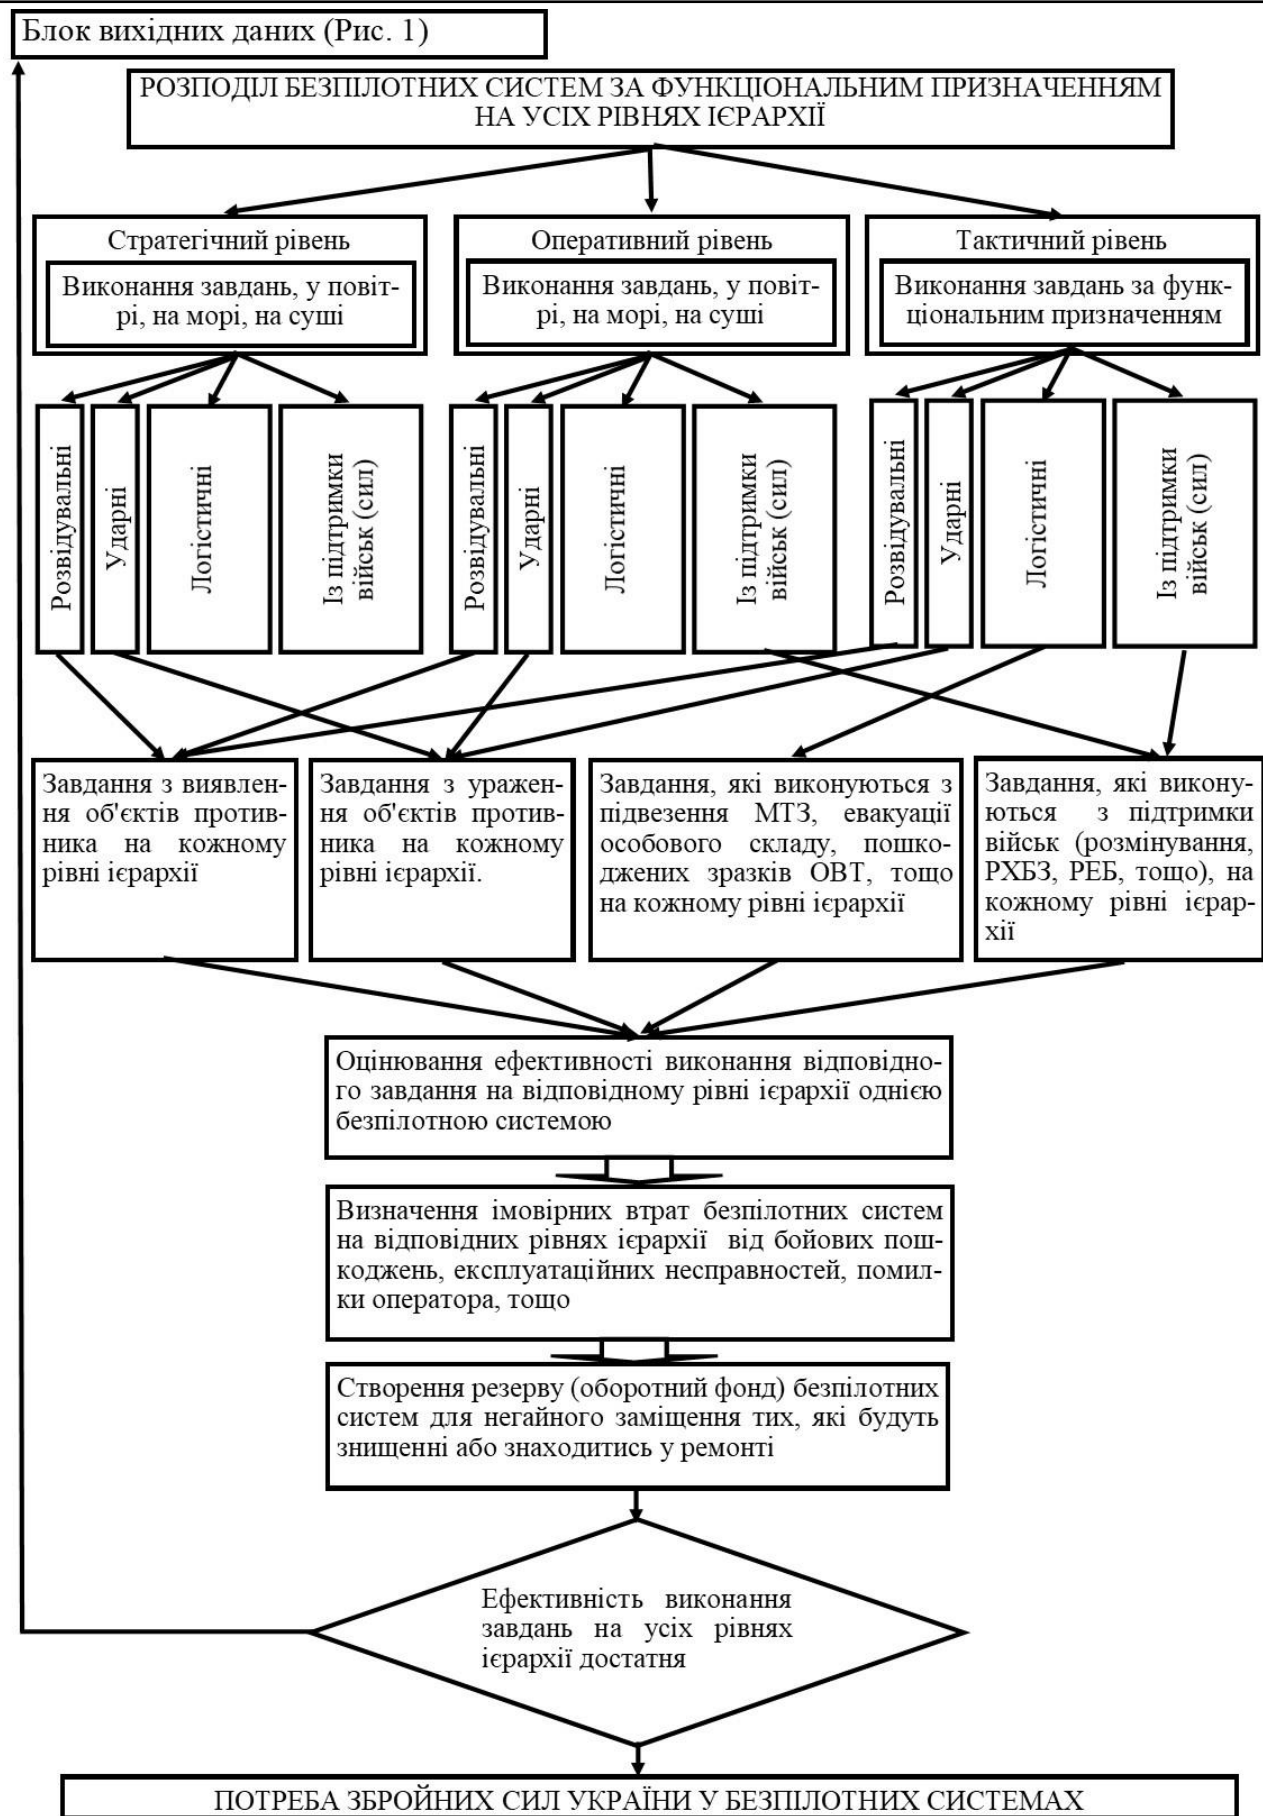 Блок вихідних даних (Рис. 1)
РОЗПОДІЛ БЕЗПІЛОТНИХ СИСТЕМ ЗА ФУНКЦІОНАЛЬНИМ ПРИЗНАЧЕННЯМ
НА УСІХ РІВНЯХ ІЄРАРХІЇ
Стратегічний рівень
Виконання завдань, у повіт-
рі, на морі, на суші
Оперативний рівень
Виконання завдань, у повіт-
рі, на морі, на суші
Тактичний рівень
Виконання завдань за функ-
ціональним призначенням
Розвідувальні
Ударні
Логістичні
Із підтримки
військ (сил)
Розвідувальні
Ударні
Логістичні
Із підтримки
військ (сил)
Розвідувальні
Ударні
Логістичні
Із підтримки
військ (сил)
Завдання з виявлен-
ня об'єктів против-
ника на кожному
рівні ієрархії
Завдання з уражен-
ня об'єктів против-
ника на кожному
рівні ієрархії.
Завдання, які виконуються з
підвезення МТЗ, евакуації
особового складу, пошко-
джених зразків ОВТ, тощо
на кожному рівні ієрархії
Завдання, які викону-
ються з підтримки
військ (розмінування,
РХБЗ, РЕБ, тощо), на
кожному рівні ієрар-
хії
Оцінювання ефективності виконання відповідно-
го завдання на відповідному рівні ієрархії однією
безпілотною системою
Визначення імовірних втрат безпілотних систем
на відповідних рівнях ієрархії від бойових пош-
коджень, експлуатаційних несправностей, помил-
ки оператора, тощо
Створення резерву (оборотний фонд) безпілотних
систем для негайного заміщення тих, які будуть
знищенні або знаходитись у ремонті
Ефективність виконання
завдань на усіх рівнях
ієрархії достатня
ПОТРЕБА ЗБРОЙНИХ СИЛ УКРАЇНИ У БЕЗПІЛОТНИХ СИСТЕМАХ